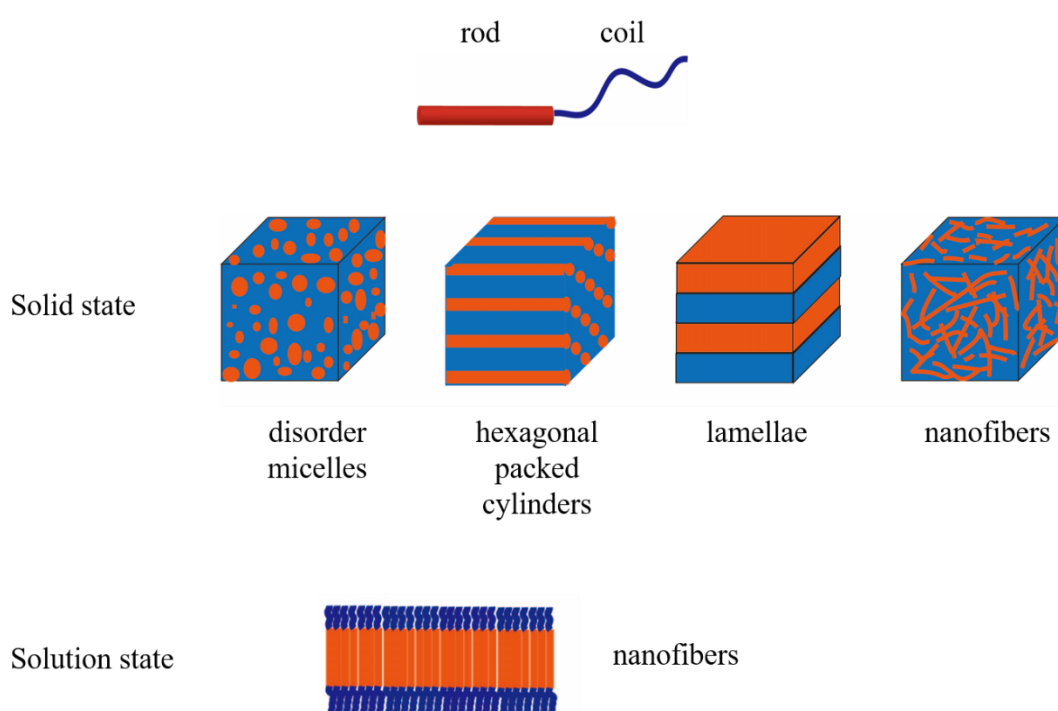 rod coil
Solid state
disorder
micelles
hexagonal
packed
cylinders
lamellae
nanofibers
Solution state
nanofibers